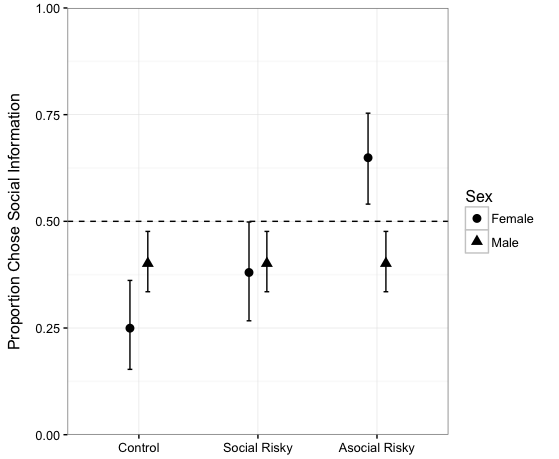 1.00
0.75
0.50
0.25
0.00
Proportion Chose Social Information
Control
Social Risky
Asocial Risky
Sex
Female
Male